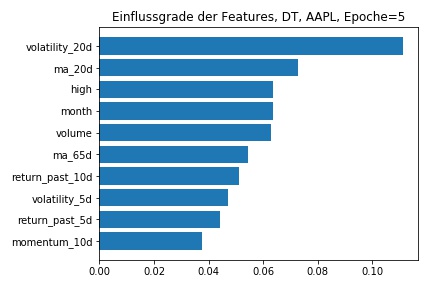 Einflussgrade der Features, DT, AAPL, Epoche=5
volatility_20d
ma_20d
high
month
volume
ma_65d
return_past_10d
volatility_5d
return_past_5d
momentum_10d
0.00 0.02 0.04 0.06 0.08 0.10